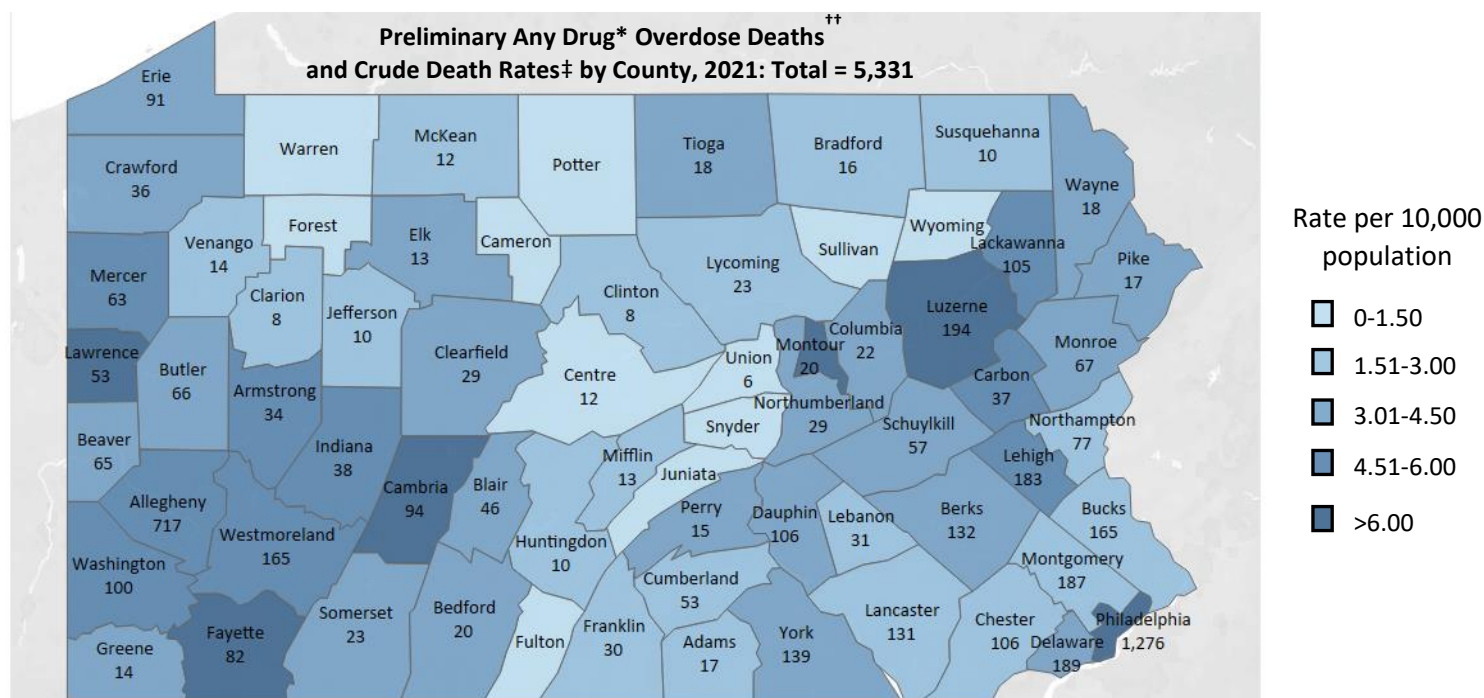 Preliminary Any Drug* Overdose Deaths††
and Crude Death Rates‡ by County, 2021: Total = 5,331
Erie
91
Warren
McKean
12
Potter
Tioga
18
Bradford
16
Susquehanna
10
Wayne
18
Crawford
36
Forest
Elk
13
Cameron
Wyoming
Sullivan
Lackawanna
105
Pike
17
Venango
14
Mercer
63
Clarion
8
Jefferson
10
Clinton
8
Lycoming
23
Luzerne
194
Columbia
22
Montour
20
Monroe
67
Lawrence
53
Butler
66
Clearfield
29
Centre
12
Union
6
Carbon
37
Armstrong
34
Northumberland
29
Snyder
Schuylkill
57
Northampton
77
Beaver
65
Indiana
38
Mifflin
13
Juniata
Lehigh
183
Allegheny
717
Cambria
94
Blair
46
Perry
15
Dauphin
106
Lebanon
31
Berks
132
Bucks
165
Westmoreland
165
Huntingdon
10
Montgomery
187
Washington
100
Cumberland
53
Somerset
23
Bedford
20
Lancaster
131
Chester
106
Philadelphia
1,276
Fayette
82
Fulton
Franklin
30
Adams
17
York
139
Delaware
189
Greene
14
Rate per 10,000
population
0-1.50
1.51-3.00
3.01-4.50
4.51-6.00
>6.00